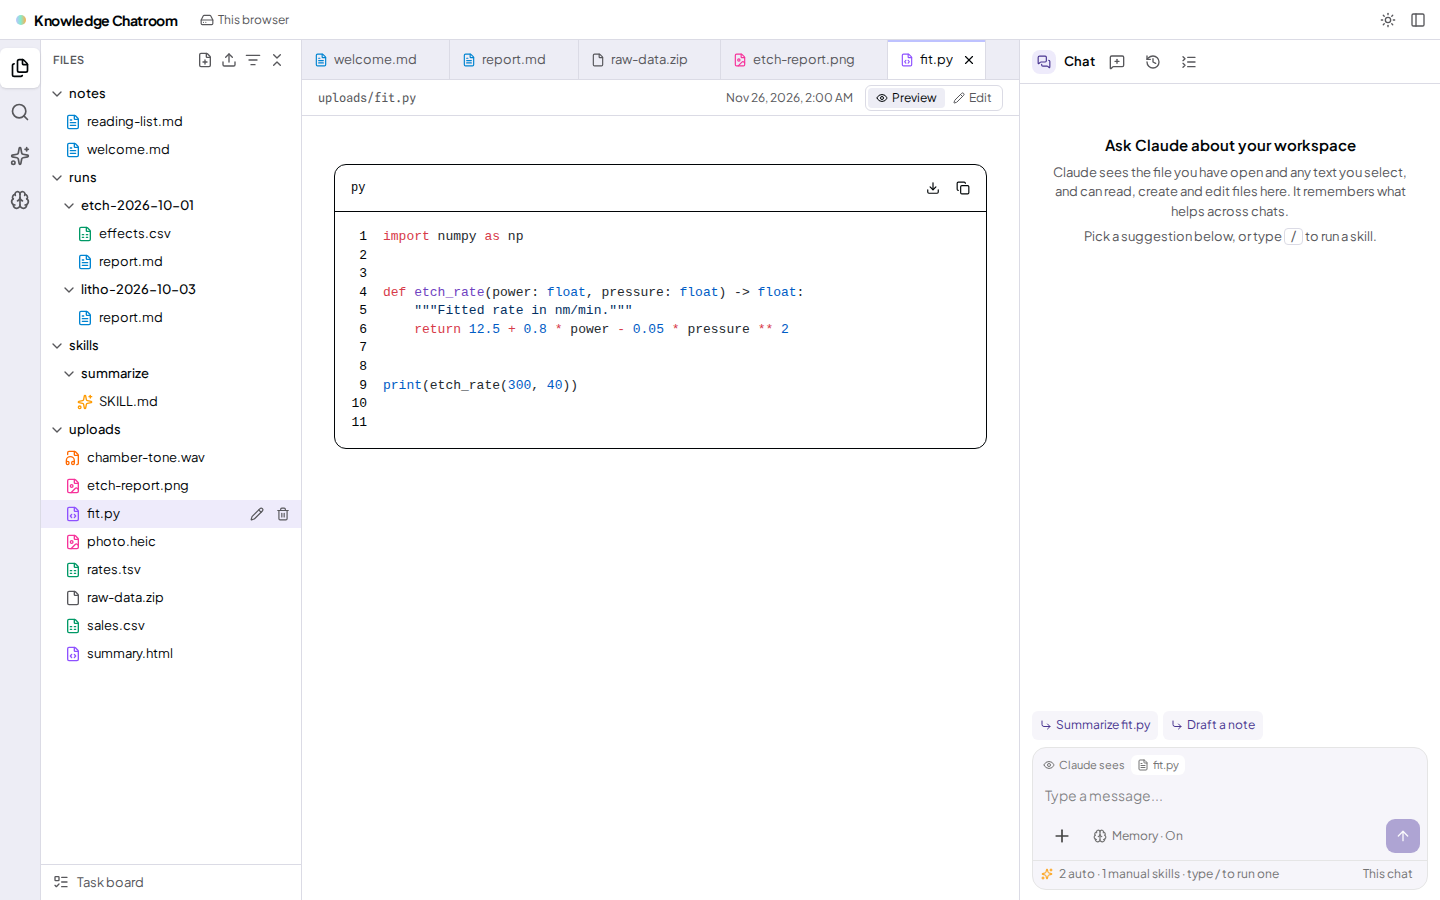 Knowledge Chatroom
This browser
FILES
notes
reading-list.md
welcome.md
runs
etch-2026-10-01
effects.csv
report.md
litho-2026-10-03
report.md
skills
summarize
SKILL.md
uploads
chamber-tone.wav
etch-report.png
fit.py
photo.heic
rates.tsv
raw-data.zip
sales.csv
summary.html
Task board
welcome.md
report.md
raw-data.zip
etch-report.png
fit.py
uploads/fit.py
Nov 26, 2026, 2:00 AM
Preview
Edit
py
1 import numpy as np
2
3
4 def etch_rate(power: float, pressure: float) -> float:
5 """Fitted rate in nm/min."""
6 return 12.5 + 0.8 * power - 0.05 * pressure ** 2
7
8
9 print(etch_rate(300, 40))
10
11
Chat
Ask Claude about your workspace
Claude sees the file you have open and any text you select,
and can read, create and edit files here. It remembers what
helps across chats.
Pick a suggestion below, or type / to run a skill.
Summarize fit.py
Draft a note
Claude sees
fit.py
Type a message...
Memory · On
2 auto · 1 manual skills · type / to run one
This chat